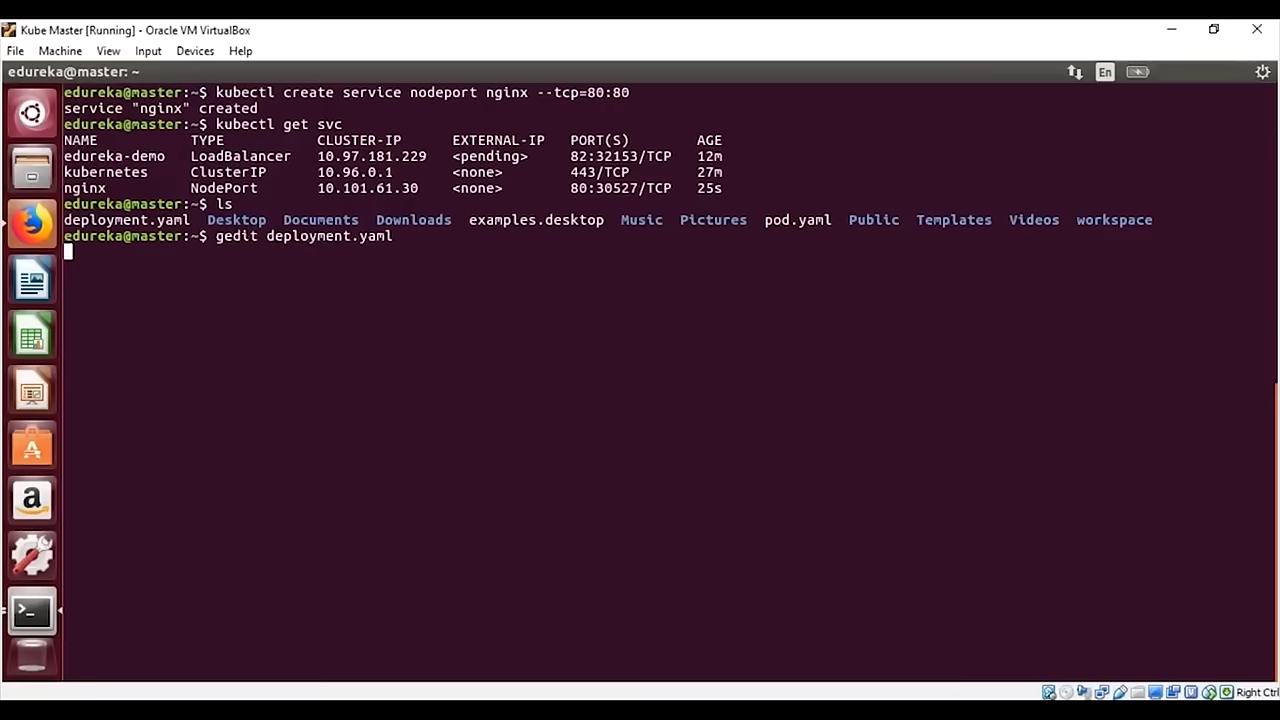 Kube Master [Running] - Oracle VM VirtualBox
File Machine View Input Devices Help
edureka@master: ~
En
edureka@master:~$ kubectl create service nodeport nginx --tcp=80:80
service "nginx" created
edureka@master:~$ kubectl get svc
NAME TYPE CLUSTER-IP EXTERNAL-IP PORT(S) AGE
edureka-demo LoadBalancer 10.97.181.229 <pending> 82:32153/TCP 12m
kubernetes ClusterIP 10.96.0.1 <none> 443/TCP 27m
nginx NodePort 10.101.61.30 <none> 80:30527/TCP 25s
edureka@master:~$ ls
deployment.yaml Desktop Documents Downloads examples.desktop Music Pictures pod.yaml Public Templates Videos workspace
edureka@master:~$ gedit deployment.yaml
Right Ctrl